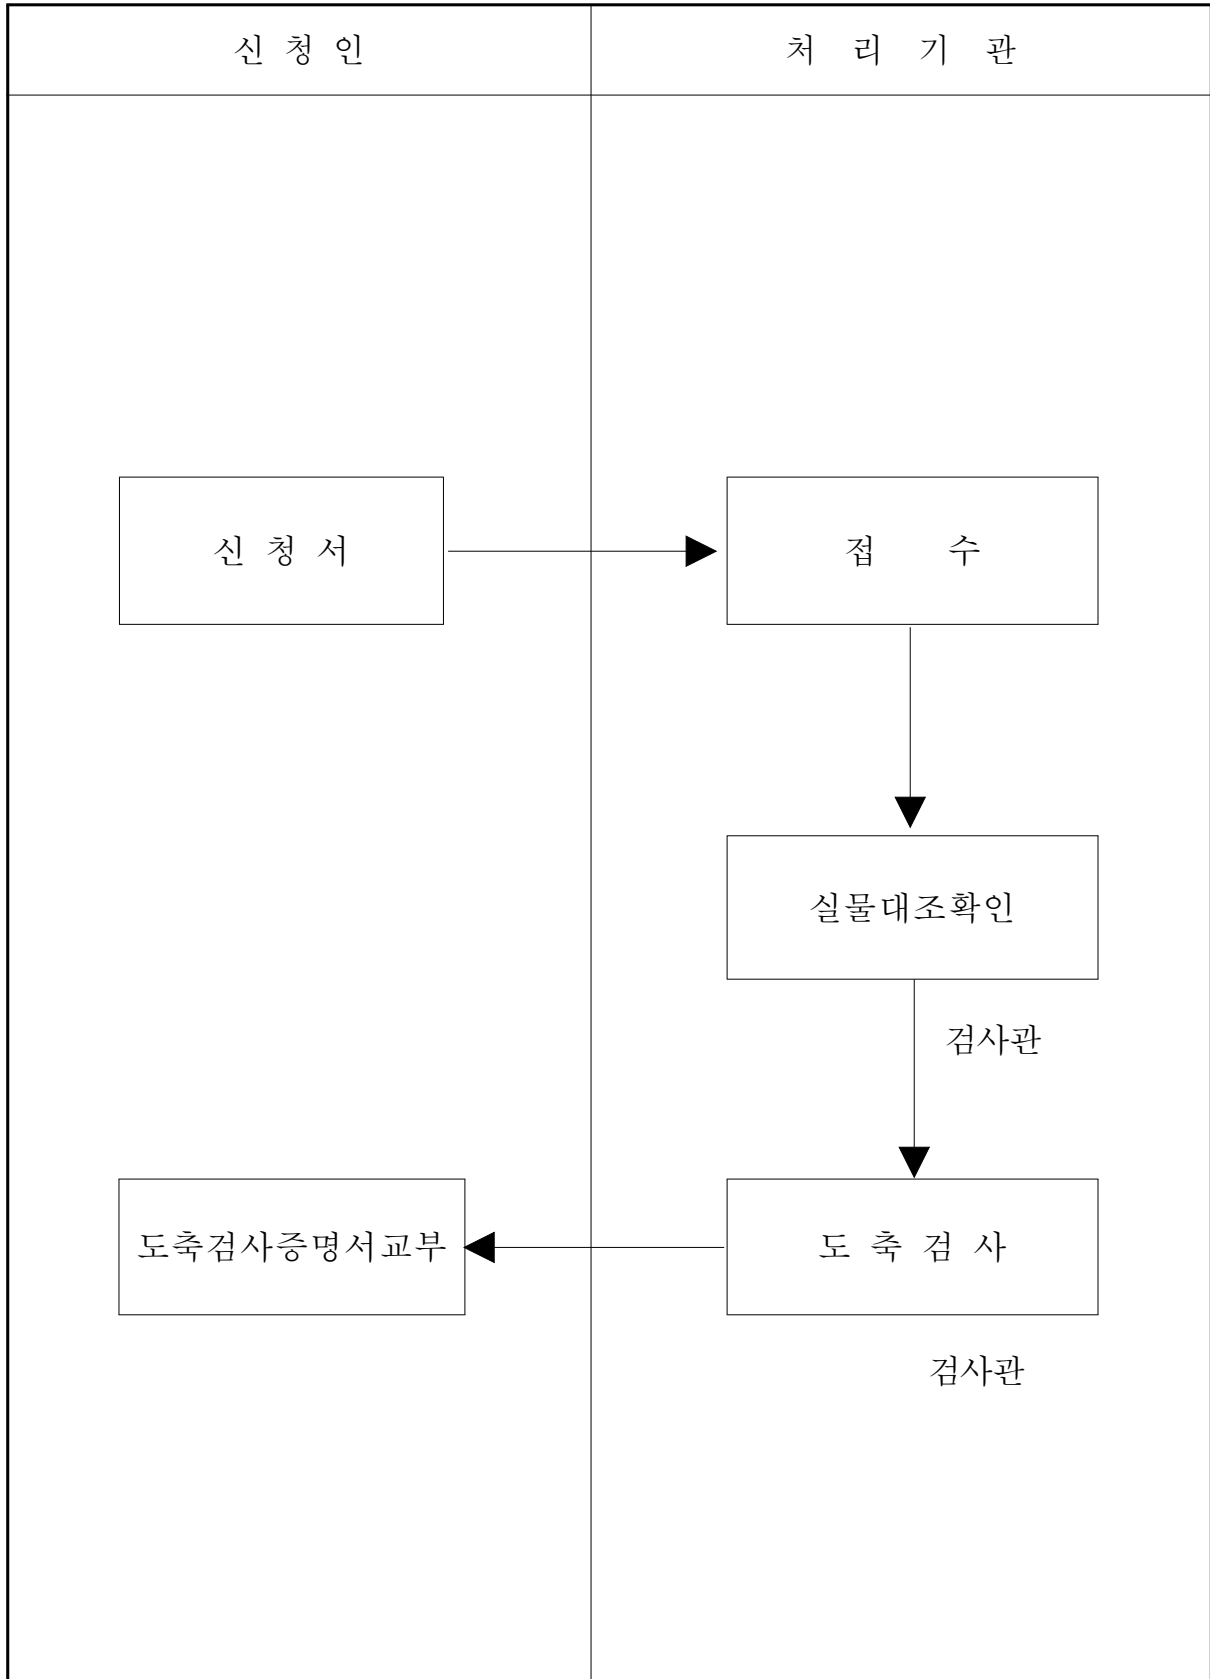 신 청 인
처 리 기 관
신 청 서
접 수
실물대조확인
검사관
도축검사증명서교부
도 축 검 사
검사관